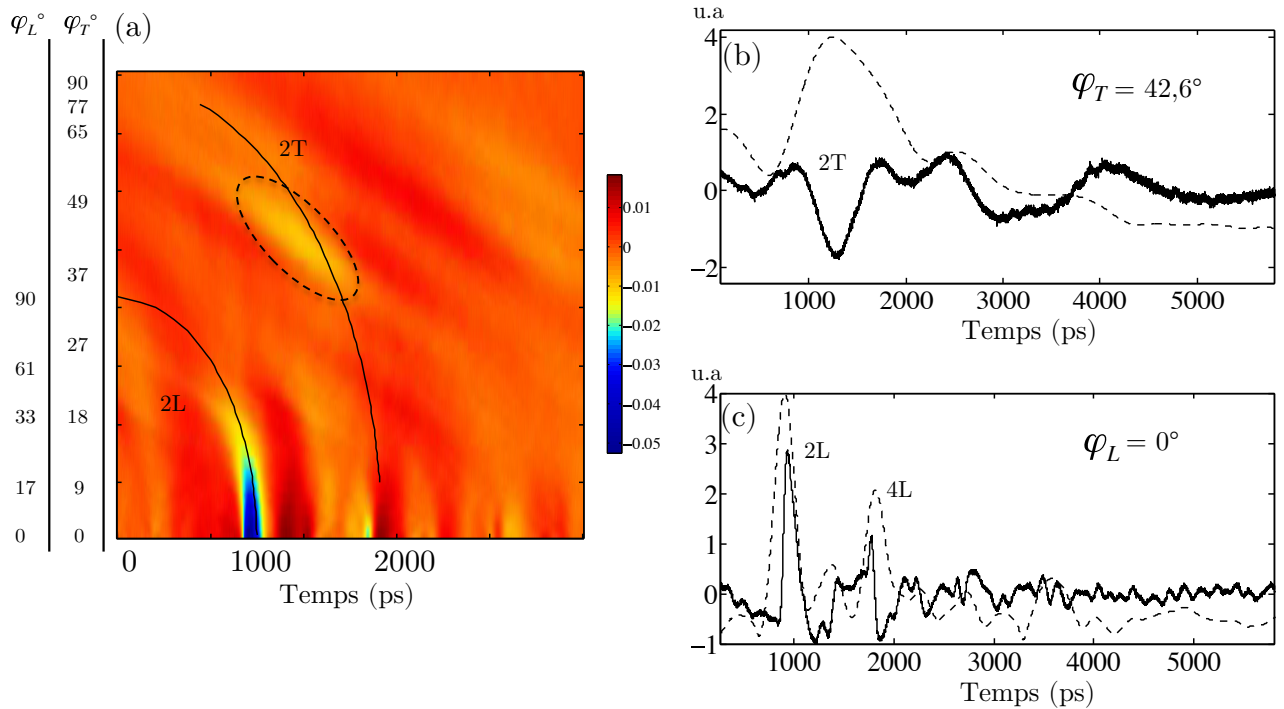 φL° φT° (a)
90
77
65
49
37
90
27
61
33 18
17 9
0 0
2T
2L
0 1000 2000
Temps (ps)
0.01
0
−0.01
−0.02
−0.03
−0.04
−0.05
u.a
(b)
φT = 42,6°
2T
4
2
0
−2
1000 2000 3000 4000 5000
Temps (ps)
u.a
(c)
φL = 0°
2L
4L
4
3
2
1
0
−1
1000 2000 3000 4000 5000
Temps (ps)